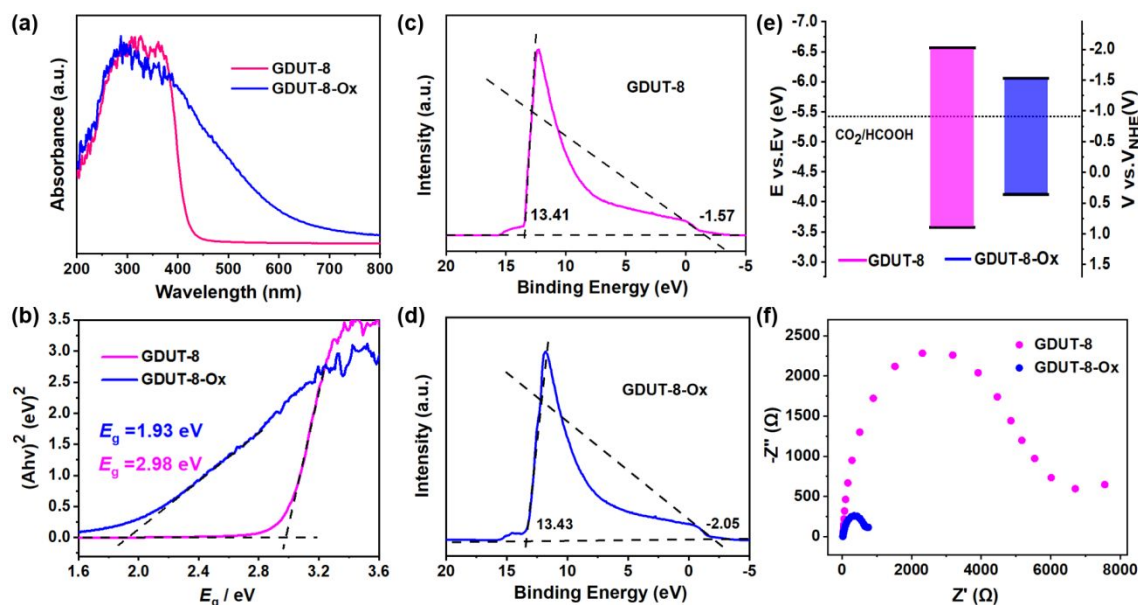 (a)
GDUT-8
GDUT-8-Ox
Absorbance (a.u.)
200 300 400 500 600 700 800
Wavelength (nm)
(b)
3.5
3.0
2.5
2.0
1.5
1.0
0.5
0.0
GDUT-8
GDUT-8-Ox
E_g =1.93 eV
E_g =2.98 eV
(Ahv)² (eV)²
1.6 2.0 2.4 2.8 3.2 3.6
E_g / eV
(c)
GDUT-8
13.41
-1.57
Intensity (a.u.)
20 15 10 5 0 -5
Binding Energy (eV)
(d)
GDUT-8-Ox
13.43
-2.05
Intensity (a.u.)
20 15 10 5 0 -5
Binding Energy (eV)
(e)
-7.0
-6.5
-6.0
-5.5
-5.0
-4.5
-4.0
-3.5
-3.0
E vs.Ev (eV)
CO₂/HCOOH
-2.0
-1.5
-1.0
-0.5
0.0
0.5
1.0
1.5
V vs.V_NHE(V)
GDUT-8
GDUT-8-Ox
(f)
2500
2000
1500
1000
500
0
GDUT-8
GDUT-8-Ox
-Z'' (Ω)
0 2000 4000 6000 8000
Z' (Ω)